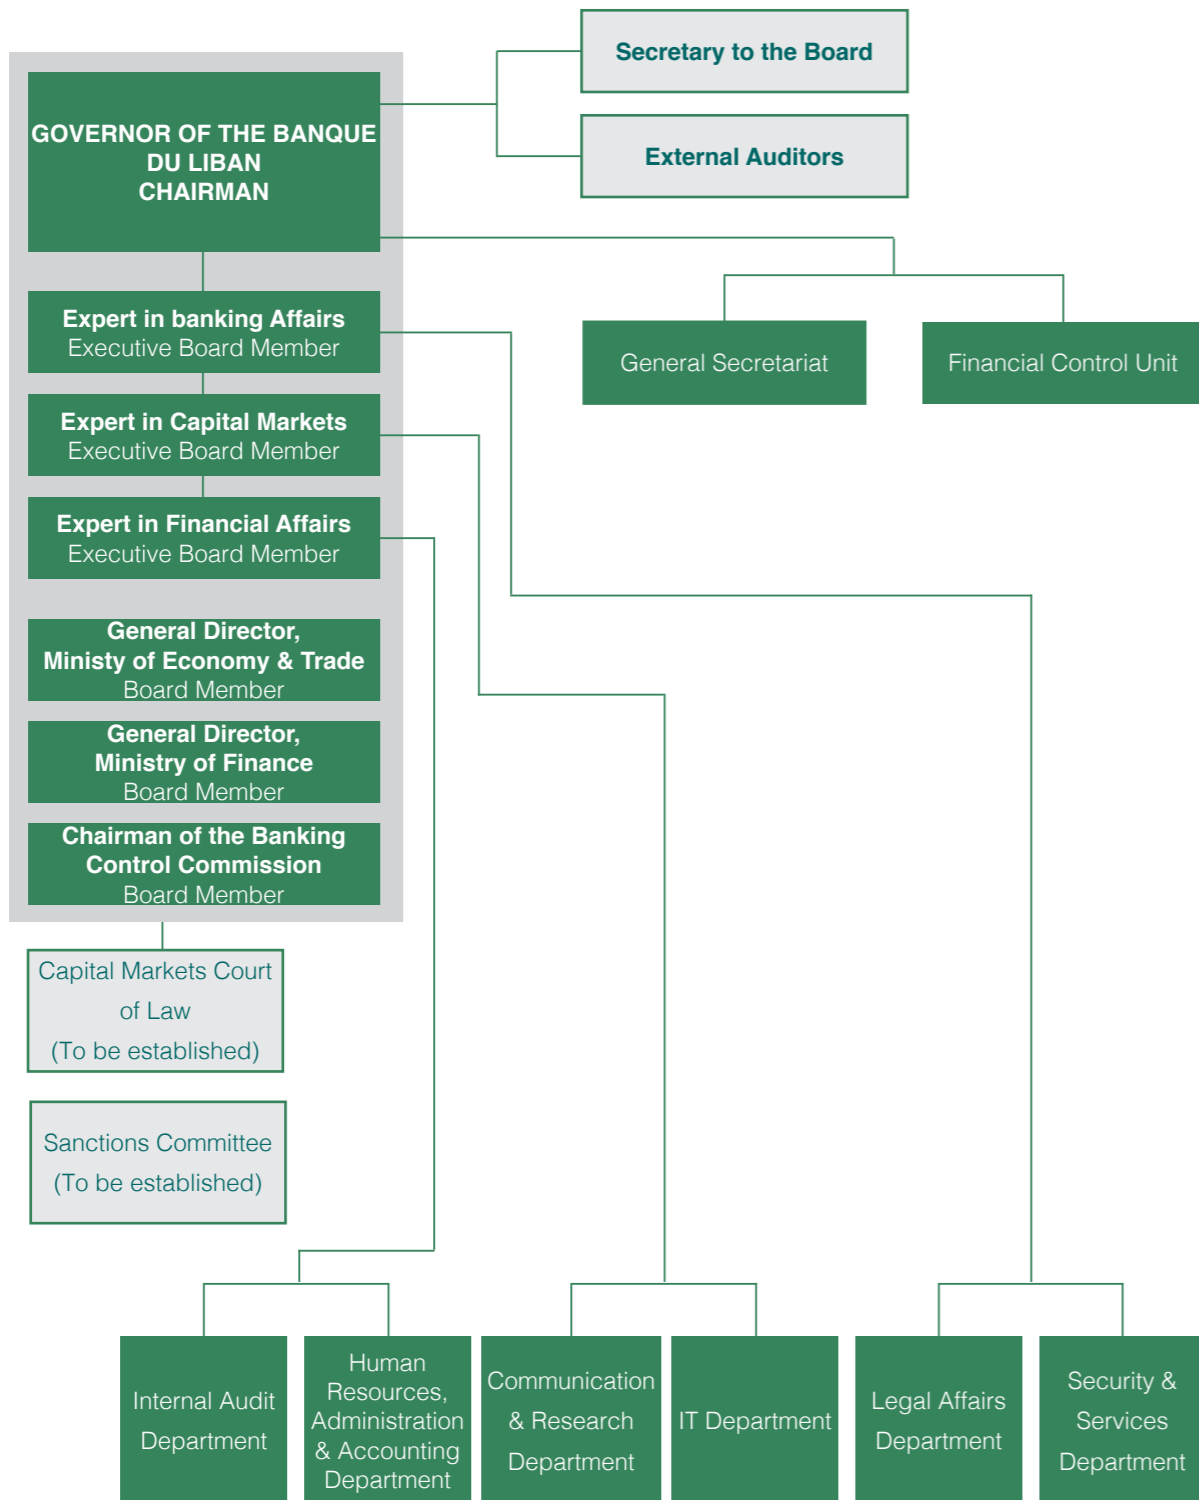 Secretary to the Board
External Auditors
GOVERNOR OF THE BANQUE
DU LIBAN
CHAIRMAN
Expert in banking Affairs
Executive Board Member
General Secretariat
Financial Control Unit
Expert in Capital Markets
Executive Board Member
Expert in Financial Affairs
Executive Board Member
General Director,
Ministy of Economy & Trade
Board Member
General Director,
Ministry of Finance
Board Member
Chairman of the Banking
Control Commission
Board Member
Capital Markets Court
of Law
(To be established)
Sanctions Committee
(To be established)
Internal Audit
Department
Human
Resources,
Administration
& Accounting
Department
Communication
& Research
Department
IT Department
Legal Affairs
Department
Security &
Services
Department